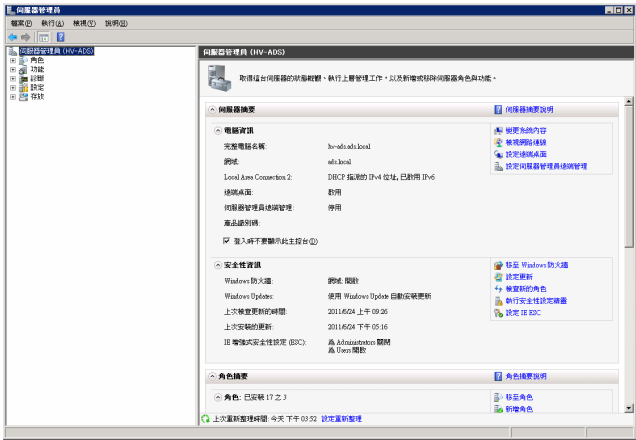 伺服器管理員
檔案(F) 執行(A) 檢視(V) 說明(H)
伺服器管理員 (HV-ADS)
角色
功能
診斷
設定
存放
伺服器管理員 (HV-ADS)
取得這台伺服器的狀態概觀、執行上層管理工作，以及新增或移除伺服器角色與功能。
伺服器摘要
伺服器摘要說明
電腦資訊
完整電腦名稱: hv-ads.ads.local
網域: ads.local
Local Area Connection 2: DHCP 指派的 IPv4 位址, 已啟用 IPv6
遠端桌面: 啟用
伺服器管理員遠端管理: 停用
產品識別碼:
登入時不要顯示此主控台(D)
變更系統內容
檢視網路連線
設定遠端桌面
設定伺服器管理員遠端管理
安全性資訊
Windows 防火牆: 網域: 開啟
Windows Updates: 使用 Windows Update 自動安裝更新
上次檢查更新的時間: 2011/6/24 上午 09:26
上次安裝的更新: 2011/6/24 下午 05:16
IE 增強式安全性設定 (ESC): 為 Administrators 關閉
為 Users 開啟
移至 Windows 防火牆
設定更新
檢查新的角色
執行安全性設定精靈
設定 IE ESC
角色摘要
角色摘要說明
角色: 已安裝 17 之 3
移至角色
新增角色
上次重新整理時間: 今天 下午 03:52 設定重新整理